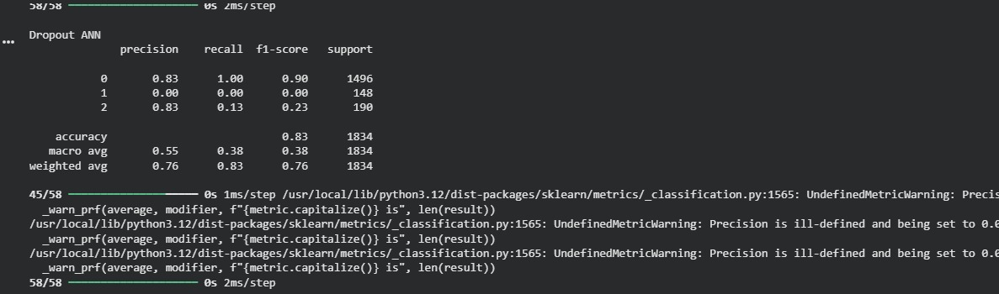 58/58 ━━━━━━━━━━━━━━━━━━━━ 0s 2ms/step
Dropout ANN
precision recall f1-score support
0 0.83 1.00 0.90 1496
1 0.00 0.00 0.00 148
2 0.83 0.13 0.23 190
accuracy 0.83 1834
macro avg 0.55 0.38 0.38 1834
weighted avg 0.76 0.83 0.76 1834
45/58 ━━━━━━━━━━━━━━━━━━━━ 0s 1ms/step /usr/local/lib/python3.12/dist-packages/sklearn/metrics/_classification.py:1565: UndefinedMetricWarning: Precis
_warn_prf(average, modifier, f"{metric.capitalize()} is", len(result))
/usr/local/lib/python3.12/dist-packages/sklearn/metrics/_classification.py:1565: UndefinedMetricWarning: Precision is ill-defined and being set to 0.0
_warn_prf(average, modifier, f"{metric.capitalize()} is", len(result))
/usr/local/lib/python3.12/dist-packages/sklearn/metrics/_classification.py:1565: UndefinedMetricWarning: Precision is ill-defined and being set to 0.0
_warn_prf(average, modifier, f"{metric.capitalize()} is", len(result))
58/58 ━━━━━━━━━━━━━━━━━━━━ 0s 2ms/step